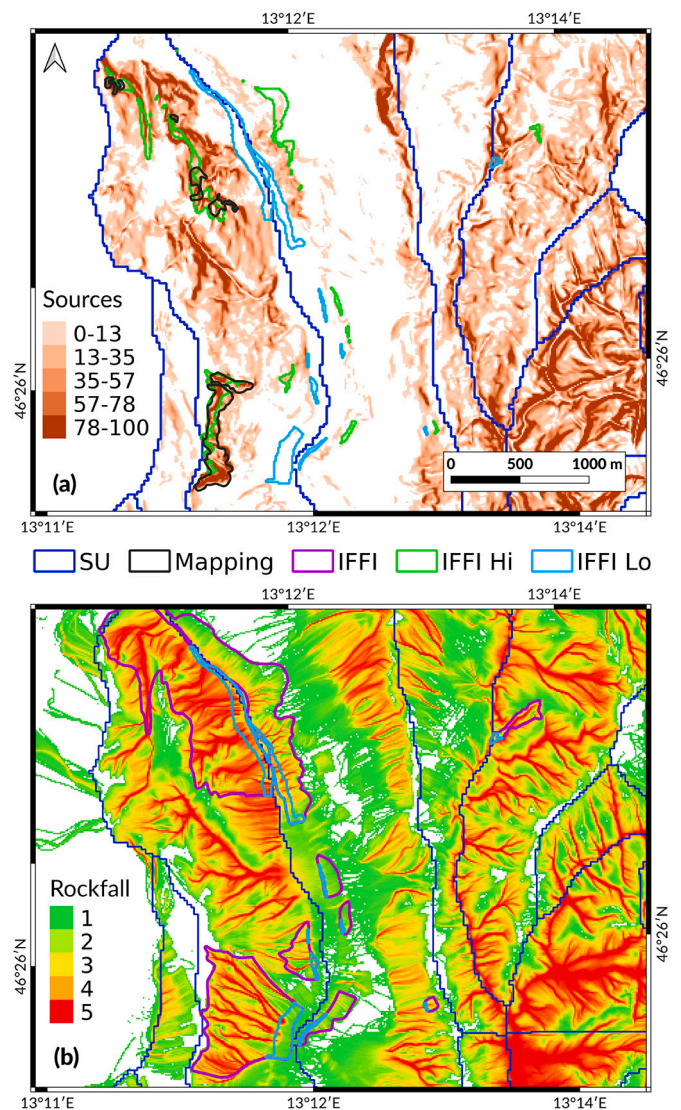 13°12′E
13°14′E
46°26′N
46°26′N
Sources
0-13
13-35
35-57
57-78
78-100
(a)
0 500 1000 m
13°11′E
13°12′E
13°14′E
SU
Mapping
IFFI
IFFI Hi
IFFI Lo
13°12′E
13°14′E
46°26′N
46°26′N
Rockfall
1
2
3
4
5
(b)
13°11′E
13°12′E
13°14′E